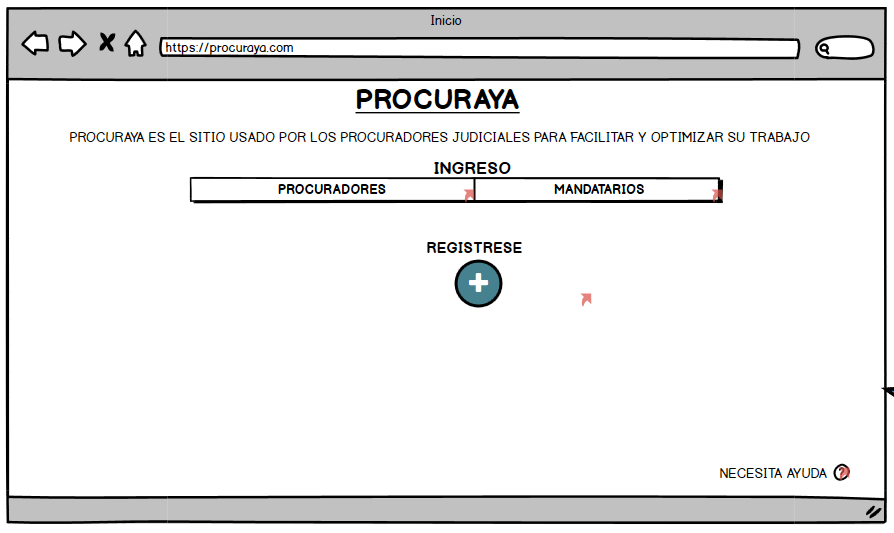 Inicio
https://procuraya.com
PROCURAYA
PROCURAYA ES EL SITIO USADO POR LOS PROCURADORES JUDICIALES PARA FACILITAR Y OPTIMIZAR SU TRABAJO
INGRESO
PROCURADORES MANDATARIOS
REGISTRESE
NECESITA AYUDA ?